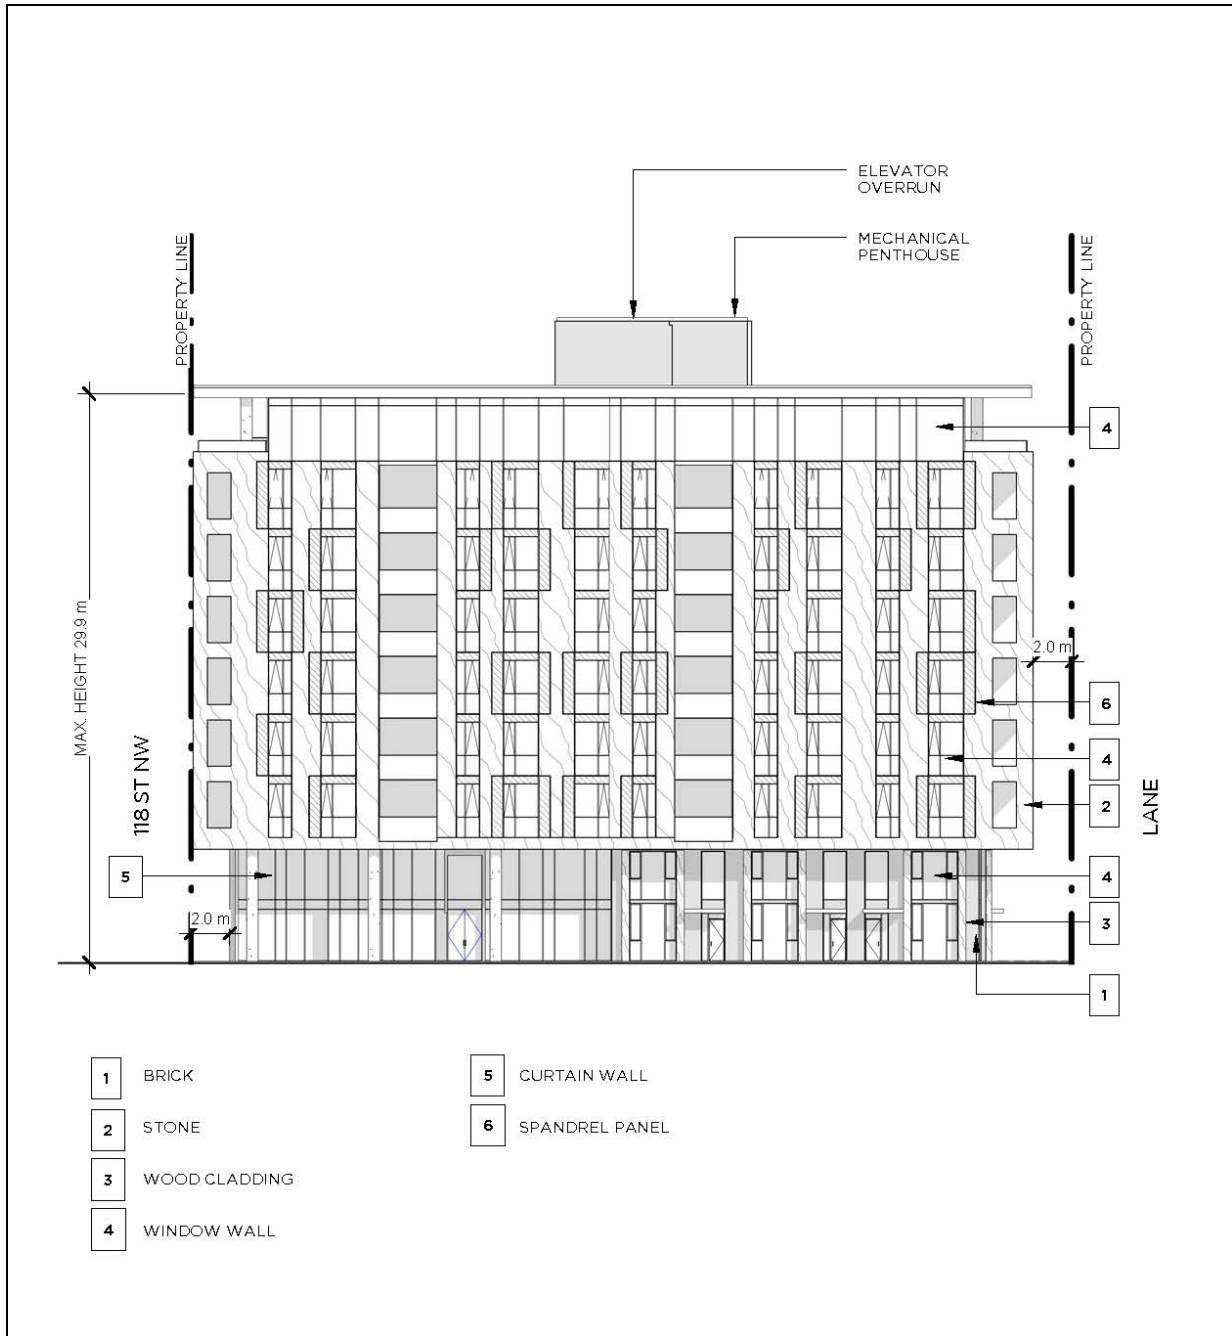 ELEVATOR
OVERRUN
MECHANICAL
PENTHOUSE
PROPERTY LINE
PROPERTY LINE
4
MAX. HEIGHT 29.9 m
2.0 m
6
118 ST NW
4
2
LANE
5
4
2.0 m
3
1
1 BRICK
2 STONE
3 WOOD CLADDING
4 WINDOW WALL
5 CURTAIN WALL
6 SPANDREL PANEL